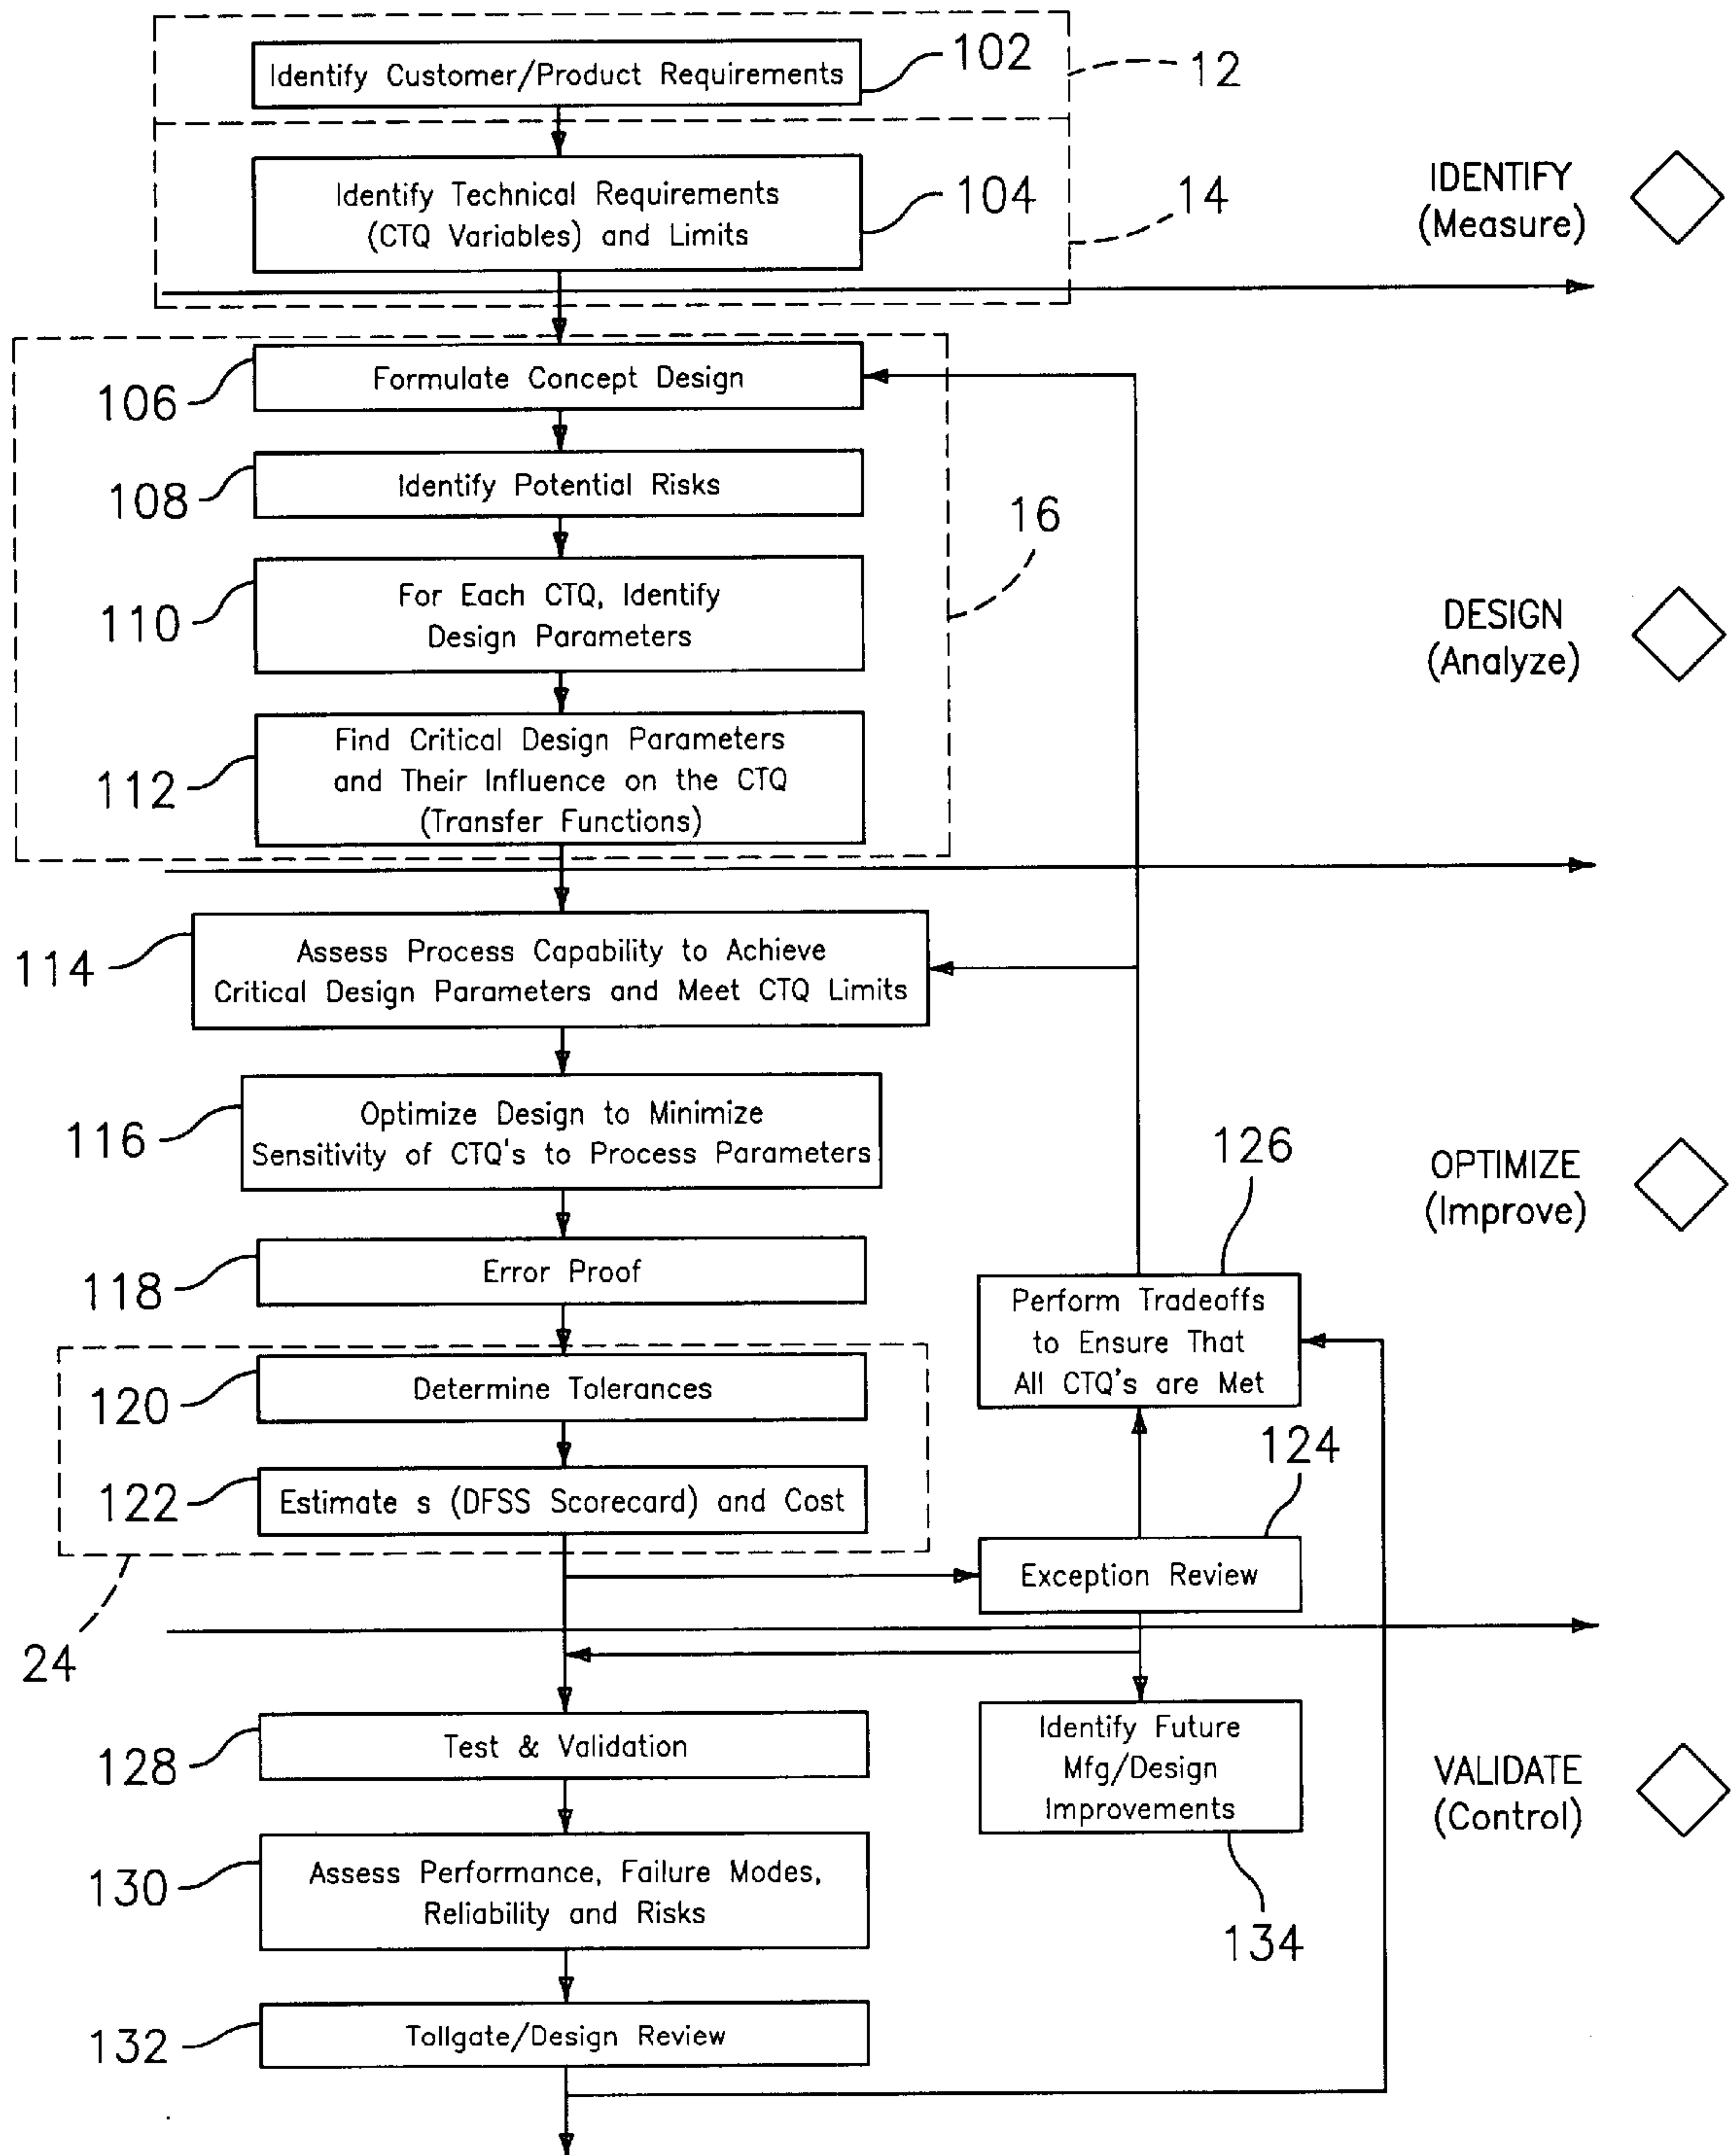 Identify Customer/Product Requirements
102
12
Identify Technical Requirements
(CTQ Variables) and Limits
104
14
IDENTIFY
(Measure)
Formulate Concept Design
106
Identify Potential Risks
108
16
For Each CTQ, Identify
Design Parameters
110
DESIGN
(Analyze)
Find Critical Design Parameters
and Their Influence on the CTQ
(Transfer Functions)
112
Assess Process Capability to Achieve
Critical Design Parameters and Meet CTQ Limits
114
Optimize Design to Minimize
Sensitivity of CTQ's to Process Parameters
116
126
OPTIMIZE
(Improve)
Error Proof
118
Perform Tradeoffs
to Ensure That
All CTQ's are Met
Determine Tolerances
120
124
Estimate s (DFSS Scorecard) and Cost
122
Exception Review
24
Test & Validation
128
Identify Future
Mfg/Design
Improvements
134
VALIDATE
(Control)
Assess Performance, Failure Modes,
Reliability and Risks
130
Tollgate/Design Review
132